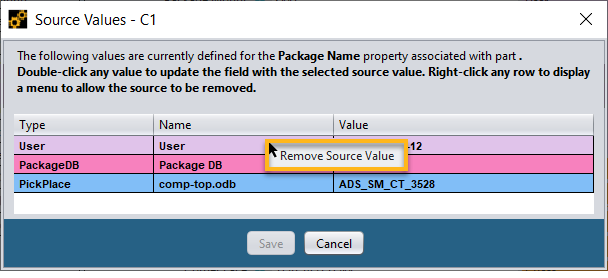 Source Values - C1
The following values are currently defined for the Package Name property associated with part .
Double-click any value to update the field with the selected source value. Right-click any row to display
a menu to allow the source to be removed.
Type Name Value
User User -12
Remove Source Value
PackageDB Package DB
PickPlace comp-top.odb ADS_SM_CT_3528
Save Cancel